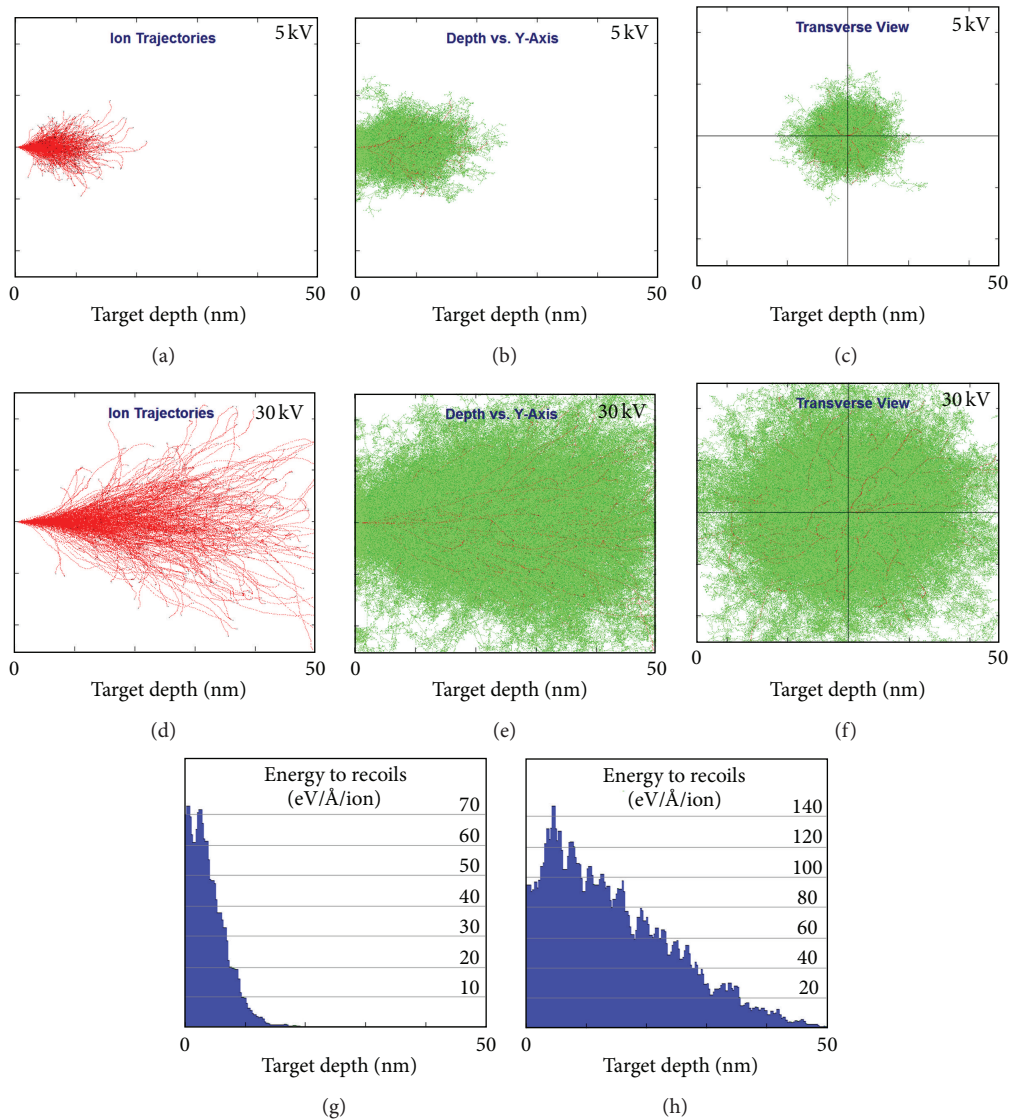 Ion Trajectories
5 kV
0
50
Target depth (nm)
(a)
Depth vs. Y-Axis
5 kV
0
50
Target depth (nm)
(b)
Transverse View
5 kV
0
50
Target depth (nm)
(c)
Ion Trajectories
30 kV
0
50
Target depth (nm)
(d)
Depth vs. Y-Axis
30 kV
0
50
Target depth (nm)
(e)
Transverse View
30 kV
0
50
Target depth (nm)
(f)
Energy to recoils
(eV/Å/ion)
70
60
50
40
30
20
10
0
50
Target depth (nm)
(g)
Energy to recoils
(eV/Å/ion)
140
120
100
80
60
40
20
0
50
Target depth (nm)
(h)